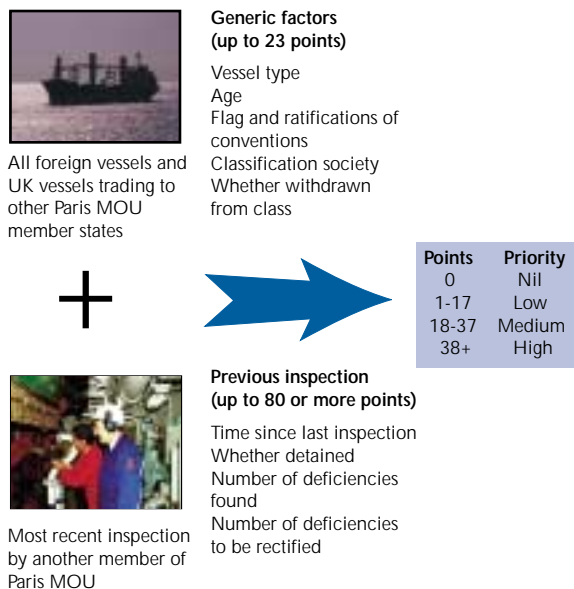 Generic factors
(up to 23 points)
Vessel type
Age
Flag and ratifications of
conventions
Classification society
Whether withdrawn
from class
All foreign vessels and
UK vessels trading to
other Paris MOU
member states
Points Priority
0 Nil
1-17 Low
18-37 Medium
38+ High
Previous inspection
(up to 80 or more points)
Time since last inspection
Whether detained
Number of deficiencies
found
Number of deficiencies
to be rectified
Most recent inspection
by another member of
Paris MOU